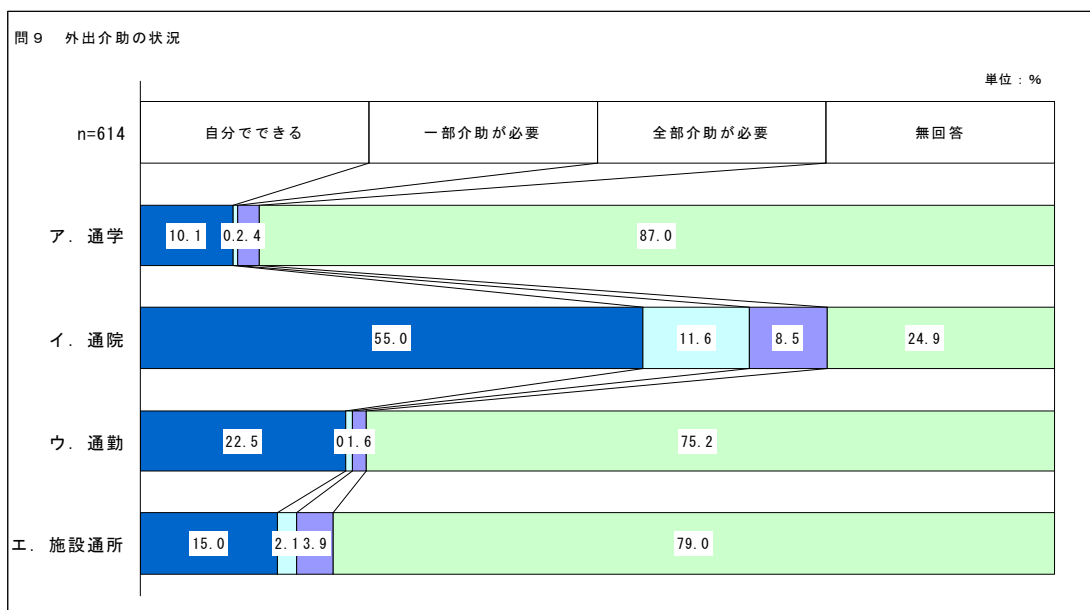 問9 外出介助の状況
単位:%
n=614 自分でできる 一部介助が必要 全部介助が必要 無回答
ア. 通学 10.1 0. 2.4 87.0
イ. 通院 55.0 11.6 8.5 24.9
ウ. 通勤 22.5 0 1.6 75.2
エ. 施設通所 15.0 2.1 3.9 79.0